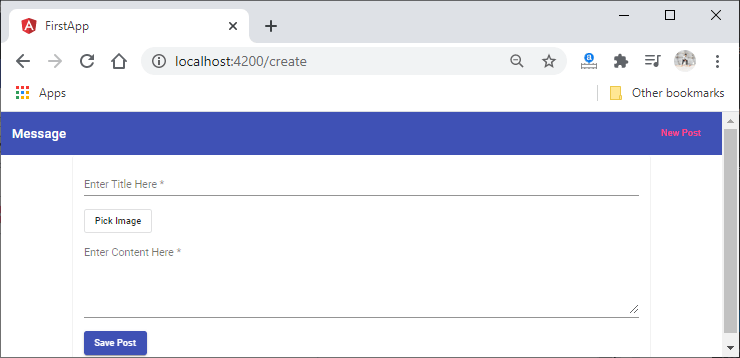 FirstApp
localhost:4200/create
Apps
Other bookmarks
Message
New Post
Enter Title Here *
Pick Image
Enter Content Here *
Save Post